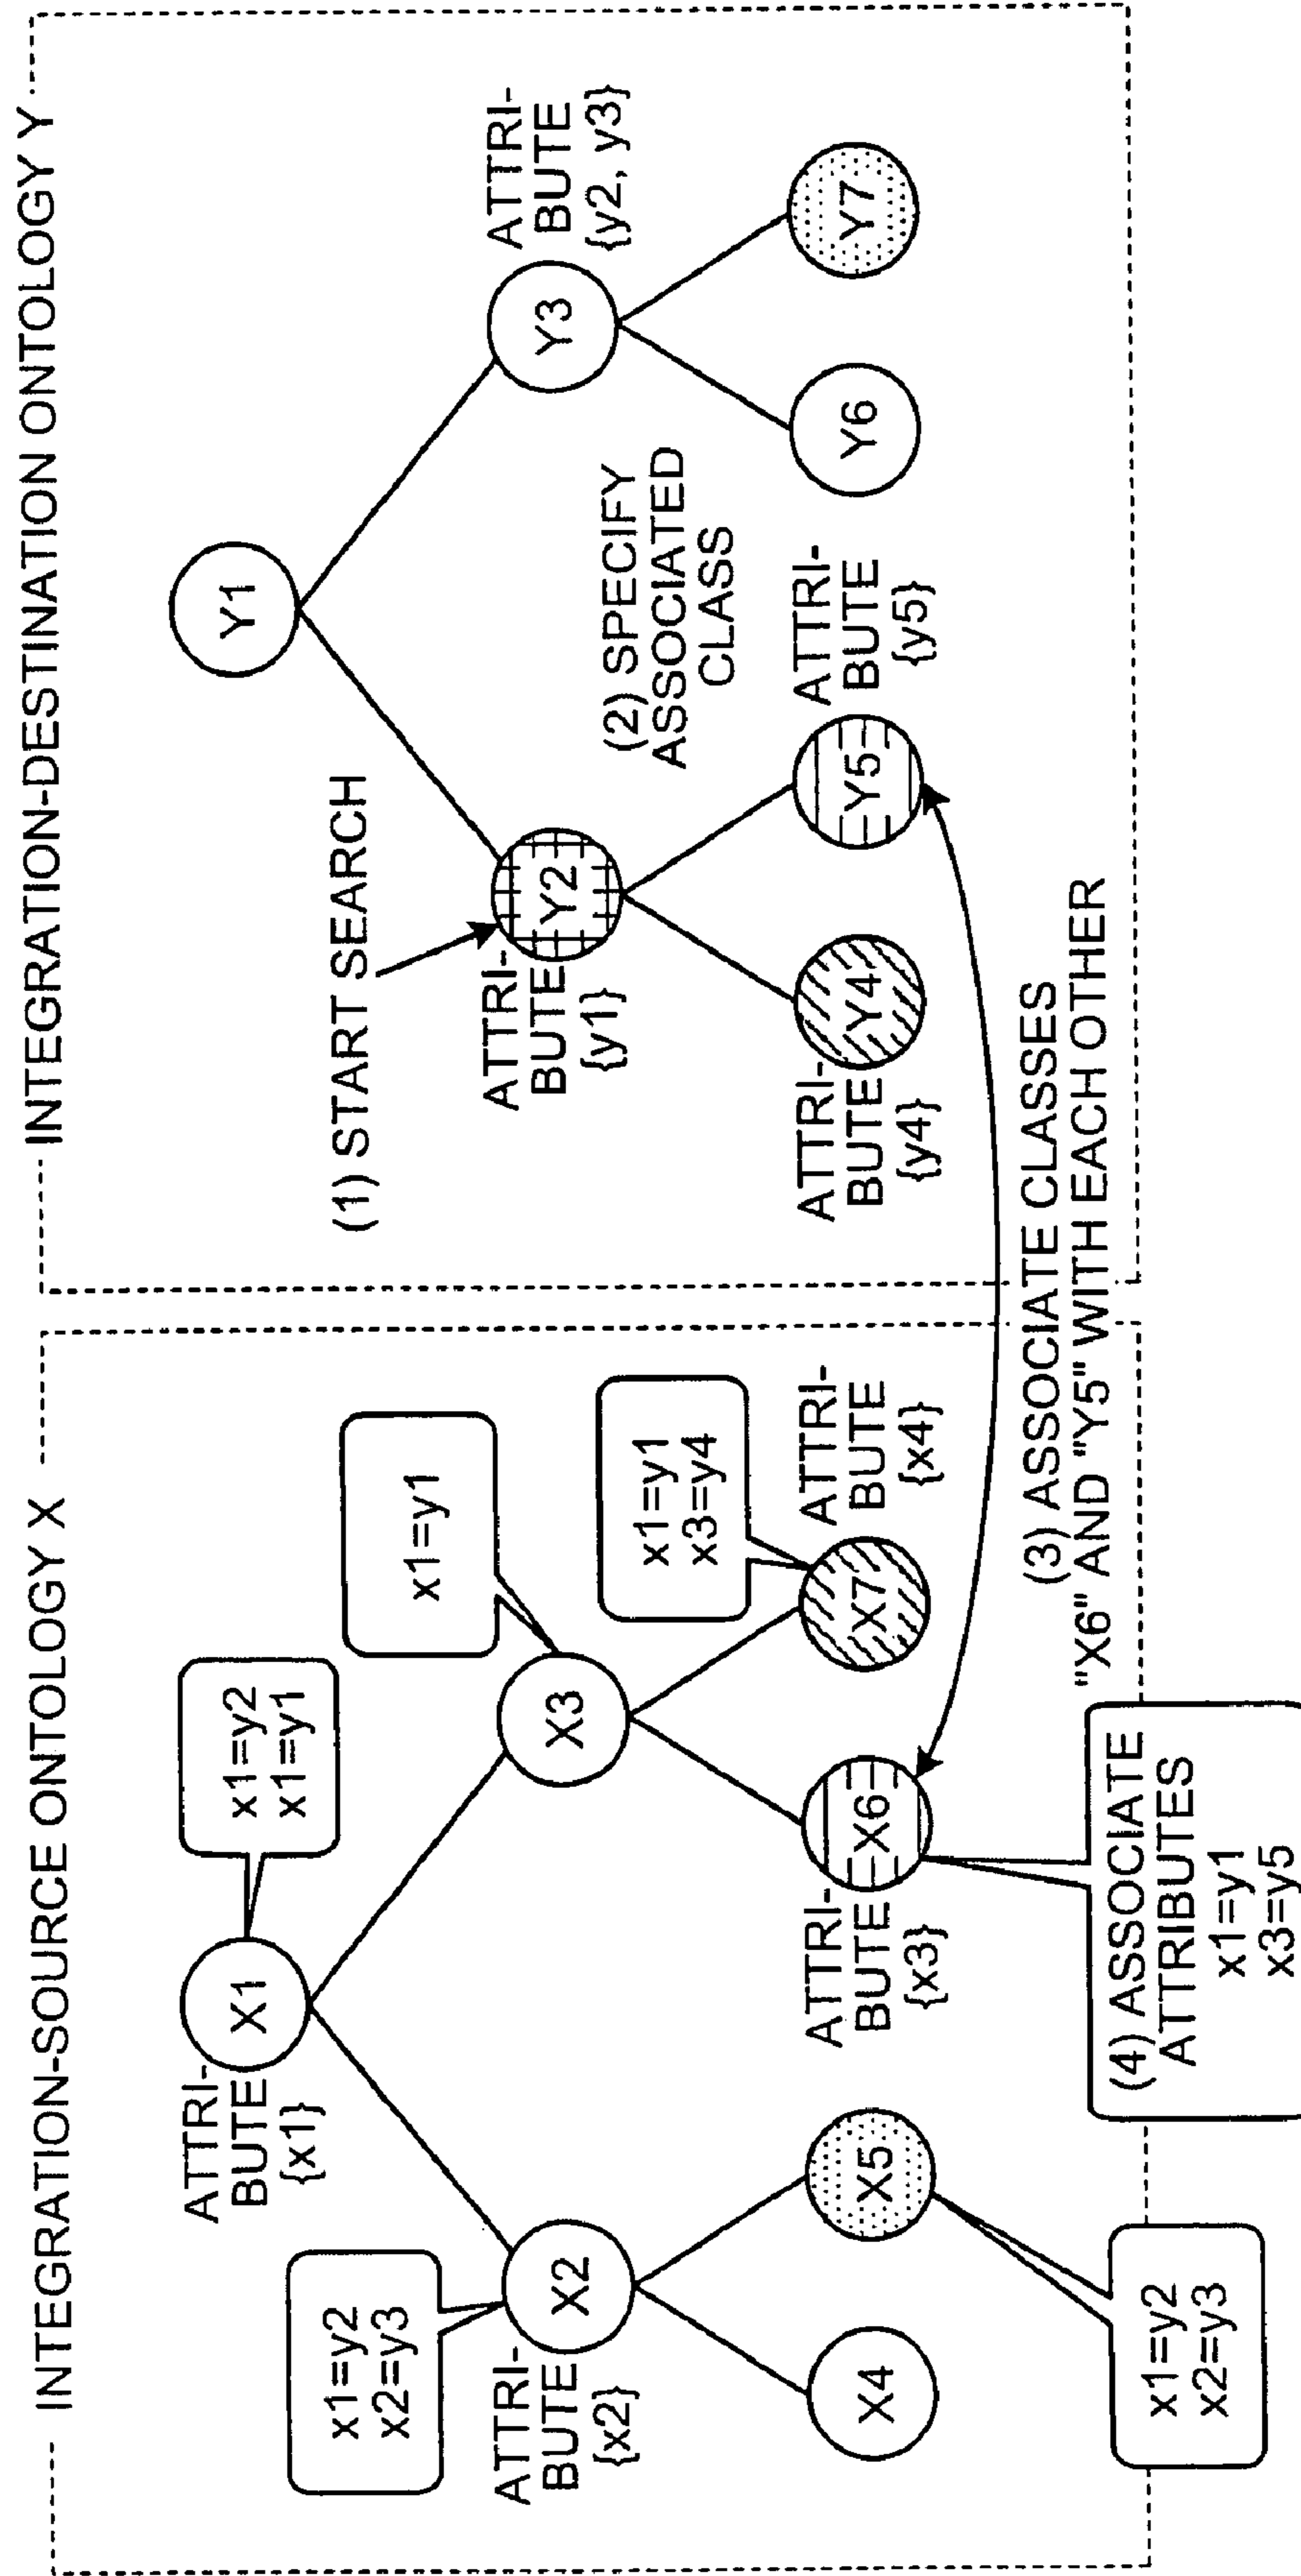 INTEGRATION-SOURCE ONTOLOGY X
x1=y2
x1=y1
ATTRI-
BUTE
{x1}
X1
x1=y2
x2=y3
x1=y1
ATTRI-
BUTE
{x2}
X2
X3
x1=y1
x3=y4
ATTRI-
BUTE
{x3}
X4
X5
X6
X7
ATTRI-
BUTE
{x4}
x1=y2
x2=y3
(4) ASSOCIATE
ATTRIBUTES
x1=y1
x3=y5
(3) ASSOCIATE CLASSES
"X6" AND "Y5" WITH EACH OTHER
INTEGRATION-DESTINATION ONTOLOGY Y
Y1
(1) START SEARCH
ATTRI-
BUTE
{y1}
Y2
Y3
ATTRI-
BUTE
{y2, y3}
(2) SPECIFY
ASSOCIATED
CLASS
ATTRI-
BUTE
{y4}
Y4
Y5
ATTRI-
BUTE
{y5}
Y6
Y7